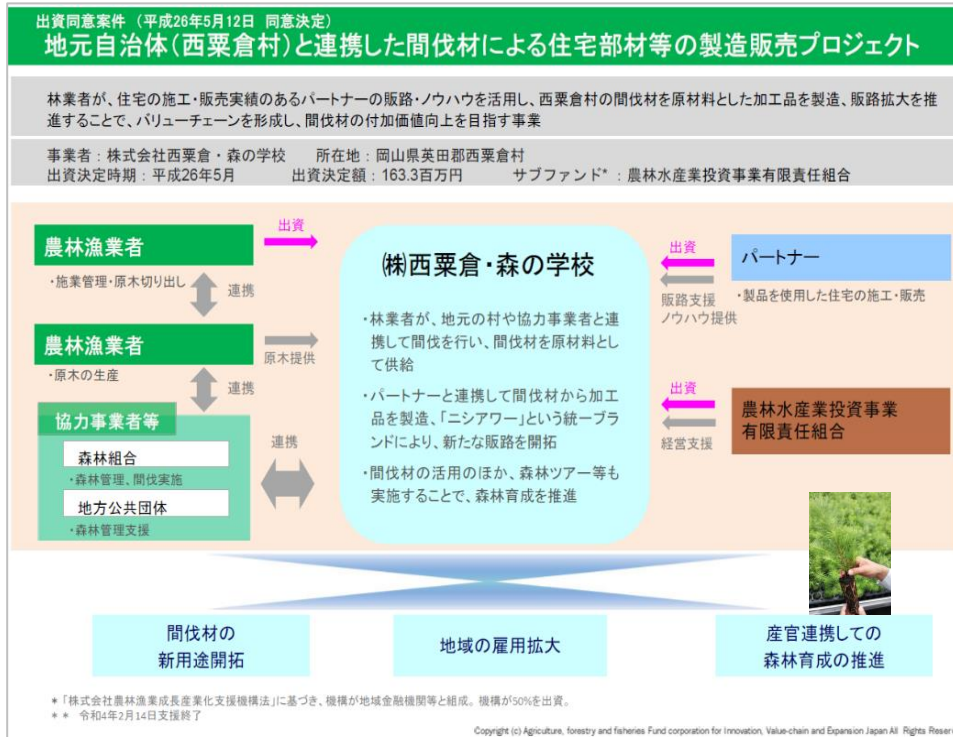 出資同意案件 (平成26年5月12日 同意決定)
地元自治体(西粟倉村)と連携した間伐材による住宅部材等の製造販売プロジェクト
林業者が、住宅の施工・販売実績のあるパートナーの販路・ノウハウを活用し、西粟倉村の間伐材を原材料とした加工品を製造、販路拡大を推
進することで、バリューチェーンを形成し、間伐材の付加価値向上を目指す事業
事業者:株式会社西粟倉・森の学校 所在地:岡山県英田郡西粟倉村
出資決定時期:平成26年5月 出資決定額:163.3百万円 サブファンド*:農林水産業投資事業有限責任組合
農林漁業者
・施業管理・原木切り出し
出資
連携
農林漁業者
・原木の生産
原木提供
連携
協力事業者等
森林組合
・森林管理、間伐実施
地方公共団体
・森林管理支援
連携
㈱西粟倉・森の学校
・林業者が、地元の村や協力事業者と連
携して間伐を行い、間伐材を原材料とし
て供給
・パートナーと連携して間伐材から加工
品を製造、「ニシアワー」という統一ブラ
ンドにより、新たな販路を開拓
・間伐材の活用のほか、森林ツアー等も
実施することで、森林育成を推進
出資
販路支援
ノウハウ提供
パートナー
・製品を使用した住宅の施工・販売
出資
経営支援
農林水産業投資事業
有限責任組合
間伐材の
新用途開拓
地域の雇用拡大
産官連携しての
森林育成の推進
* 「株式会社農林漁業成長産業化支援機構法」に基づき、機構が地域金融機関等と組成。機構が50%を出資。
* * 令和4年2月14日支援終了
Copyright (c) Agriculture, forestry and fisheries Fund corporation for Innovation, Value-chain and Expansion Japan All Rights Reser